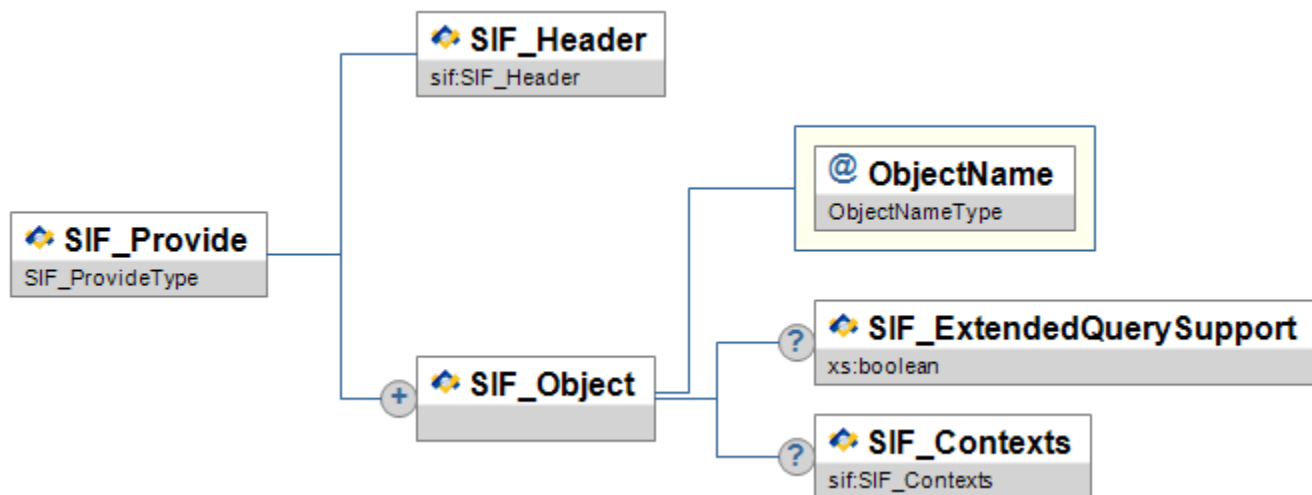 SIF_Header
sif:SIF_Header
@ ObjectName
ObjectNameType
SIF_Provide
SIF_ProvideType
? SIF_ExtendedQuerySupport
xs:boolean
+ SIF_Object
? SIF_Contexts
sif:SIF_Contexts